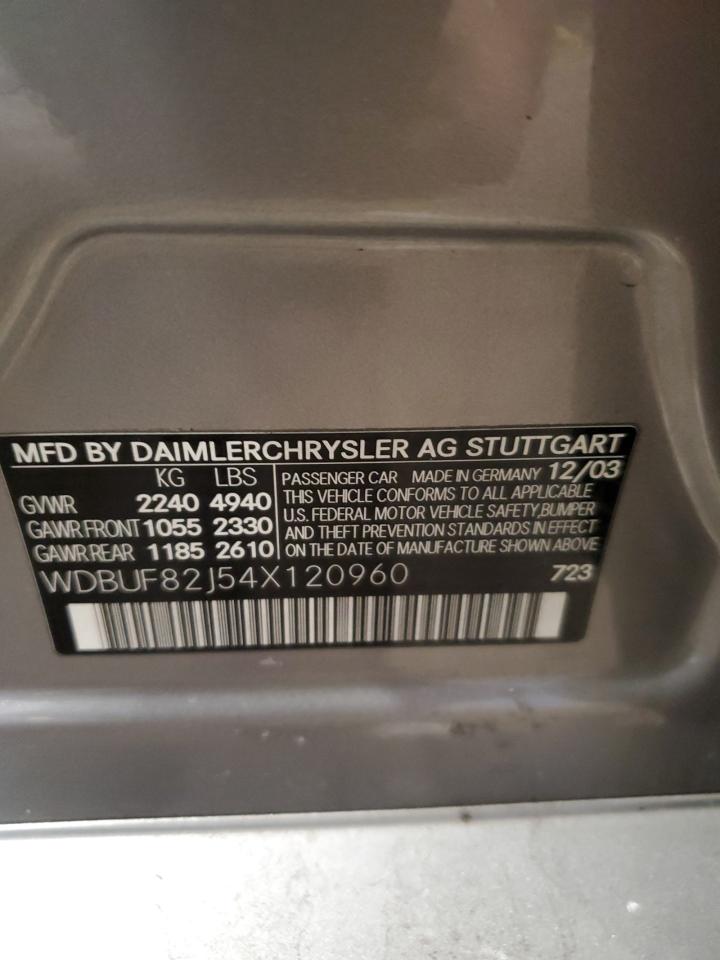 MFD BY DAIMLERCHRYSLER AG STUTTGART
KG LBS
GVWR 2240 4940
GAWR.FRONT 1055 2330
GAWR.REAR 1185 2610
PASSENGER CAR MADE IN GERMANY 12/03
THIS VEHICLE CONFORMS TO ALL APPLICABLE
U.S. FEDERAL MOTOR VEHICLE SAFETY,BUMPER
AND THEFT PREVENTION STANDARDS IN EFFECT
ON THE DATE OF MANUFACTURE SHOWN ABOVE
WDBUF82J54X120960 723